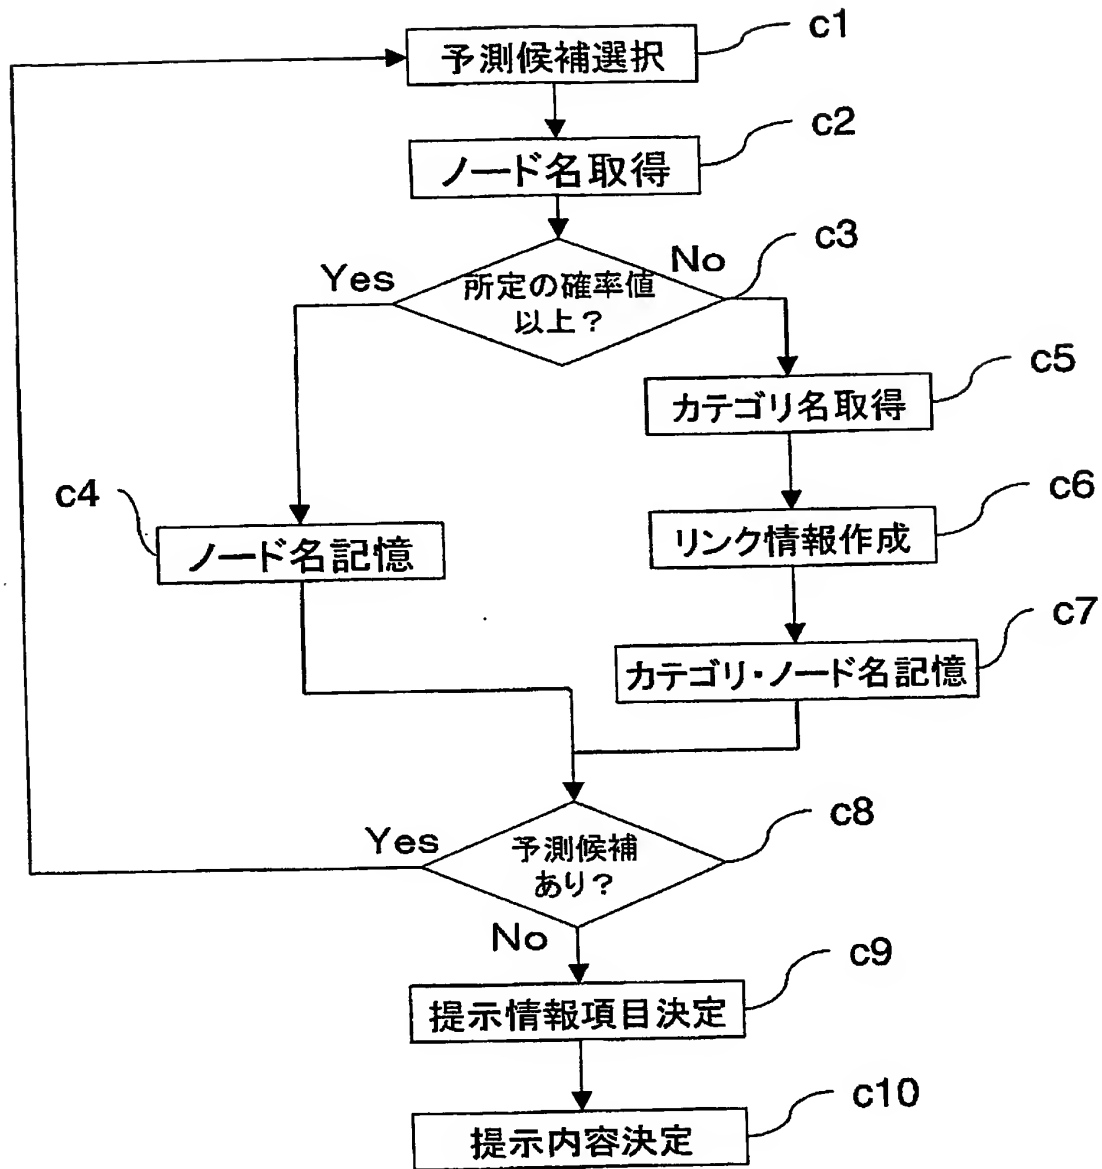 予測候補選択
c1
ノード名取得
c2
所定の確率値
以上？
c3
Yes
No
カテゴリ名取得
c5
c4
ノード名記憶
リンク情報作成
c6
カテゴリ・ノード名記憶
c7
予測候補
あり？
c8
Yes
No
提示情報項目決定
c9
提示内容決定
c10